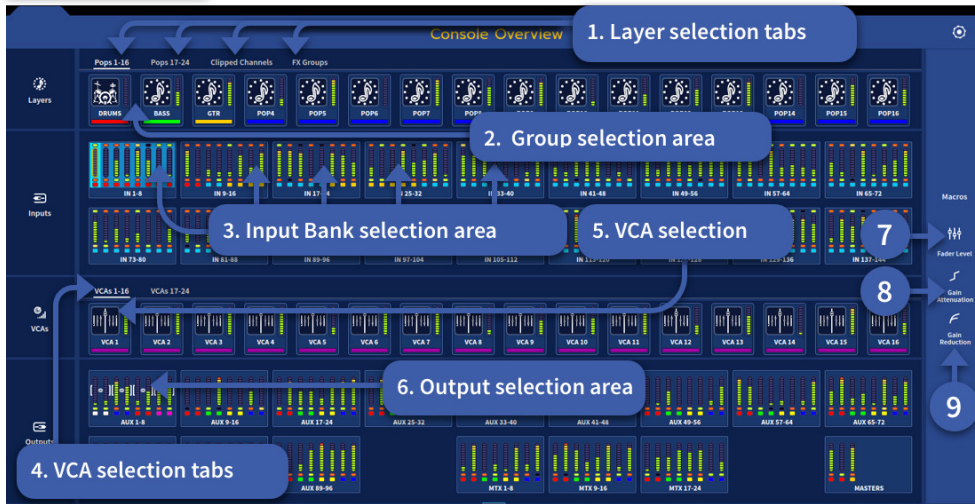 Console Overview
1. Layer selection tabs
Pops 1-16 Pops 17-24 Clipped Channels FX Groups
Layers
DRUMS BASS GTR POP4 POP5 POP6 POP7 POP12 POP13 POP14 POP15 POP16
2. Group selection area
IN 1-8 IN 9-16 IN 25-32 IN 41-48 IN 49-56 IN 57-64 IN 65-72
Inputs
Macros
3. Input Bank selection area
5. VCA selection
7
Fader Level
IN 73-80 IN 81-88 IN 89-96 IN 97-104 IN 105-112 IN 137-144
8
Gain
Attenuation
VCAs 1-16 VCAs 17-24
VCAs
VCA 1 VCA 2 VCA 3 VCA 4 VCA 5 VCA 6 VCA 7 VCA 8 VCA 9 VCA 10 VCA 11 VCA 12 VCA 13 VCA 14 VCA 15 VCA 16
Gain
Reduction
6. Output selection area
9
AUX 1-8 AUX 9-16 AUX 17-24 AUX 25-32 AUX 33-40 AUX 41-48 AUX 49-56 AUX 57-64 AUX 65-72
Outputs
4. VCA selection tabs
AUX 89-96 MTX 1-8 MTX 9-16 MTX 17-24 MASTERS